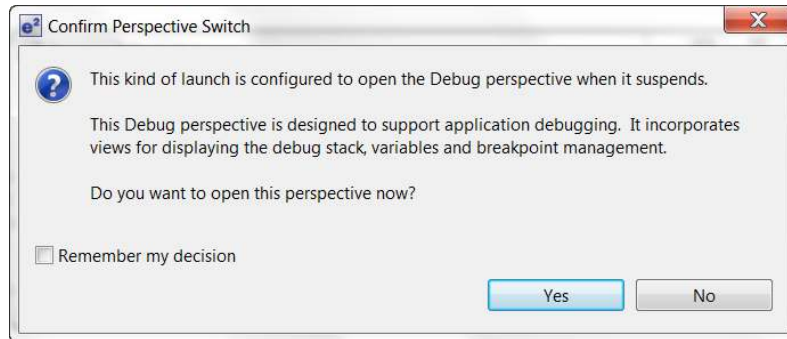 e² Confirm Perspective Switch
This kind of launch is configured to open the Debug perspective when it suspends.
This Debug perspective is designed to support application debugging. It incorporates
views for displaying the debug stack, variables and breakpoint management.
Do you want to open this perspective now?
Remember my decision
Yes No